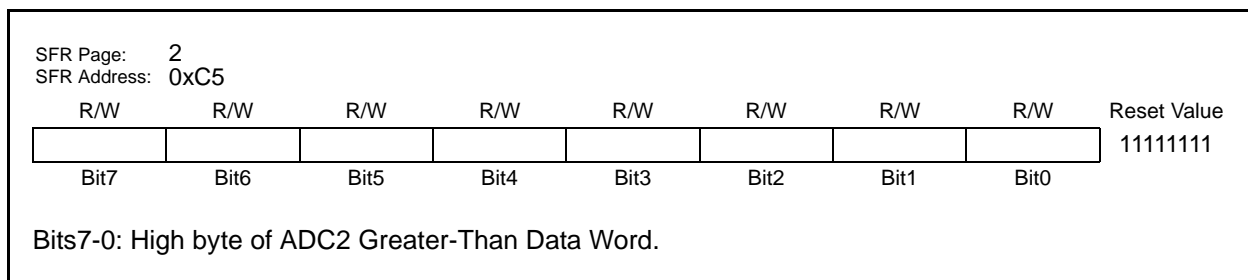 SFR Page: 2
SFR Address: 0xC5
R/W R/W R/W R/W R/W R/W R/W R/W Reset Value
11111111
Bit7 Bit6 Bit5 Bit4 Bit3 Bit2 Bit1 Bit0
Bits7-0: High byte of ADC2 Greater-Than Data Word.